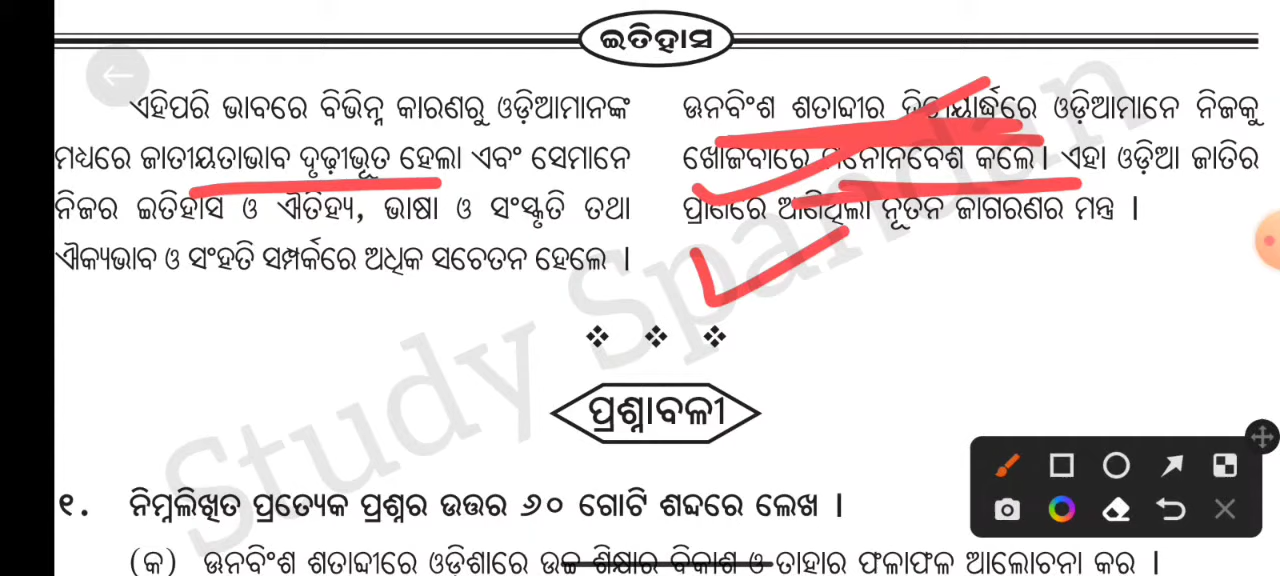 ଇତିହାସ
ଏହିପରି ଭାବରେ ବିଭିନ୍ନ କାରଣରୁ ଓଡ଼ିଆମାନଙ୍କ
ମଧ୍ୟରେ ଜାତୀୟତାଭାବ ଦୃଢ଼ୀଭୂତ ହେଲା ଏବଂ ସେମାନେ
ନିଜର ଇତିହାସ ଓ ଐତିହ୍ୟ, ଭାଷା ଓ ସଂସ୍କୃତି ତଥା
ଐକ୍ୟଭାବ ଓ ସଂହତି ସମ୍ପର୍କରେ ଅଧିକ ସଚେତନ ହେଲେ ।
ଊନବିଂଶ ଶତାବ୍ଦୀର ଦ୍ୱିତୀୟାର୍ଦ୍ଧରେ ଓଡ଼ିଆମାନେ ନିଜକୁ
ଖୋଜିବାରେ ମନୋନିବେଶ କଲେ। ଏହା ଓଡ଼ିଆ ଜାତିର
ପ୍ରାଣରେ ଆଣିଥିଲା ନୂତନ ଜାଗରଣର ମନ୍ତ୍ର ।
Study Spandan
ପ୍ରଶ୍ନାବଳୀ
୧. ନିମ୍ନଲିଖିତ ପ୍ରତ୍ୟେକ ପ୍ରଶ୍ନର ଉତ୍ତର ୬୦ ଗୋଟି ଶବ୍ଦରେ ଲେଖ ।
(କ) ଊନବିଂଶ ଶତାବ୍ଦୀରେ ଓଡ଼ିଶାରେ ଉଚ୍ଚ ଶିକ୍ଷାର ବିକାଶ ଓ ତାହାର ଫଳାଫଳ ଆଲୋଚନା କର ।